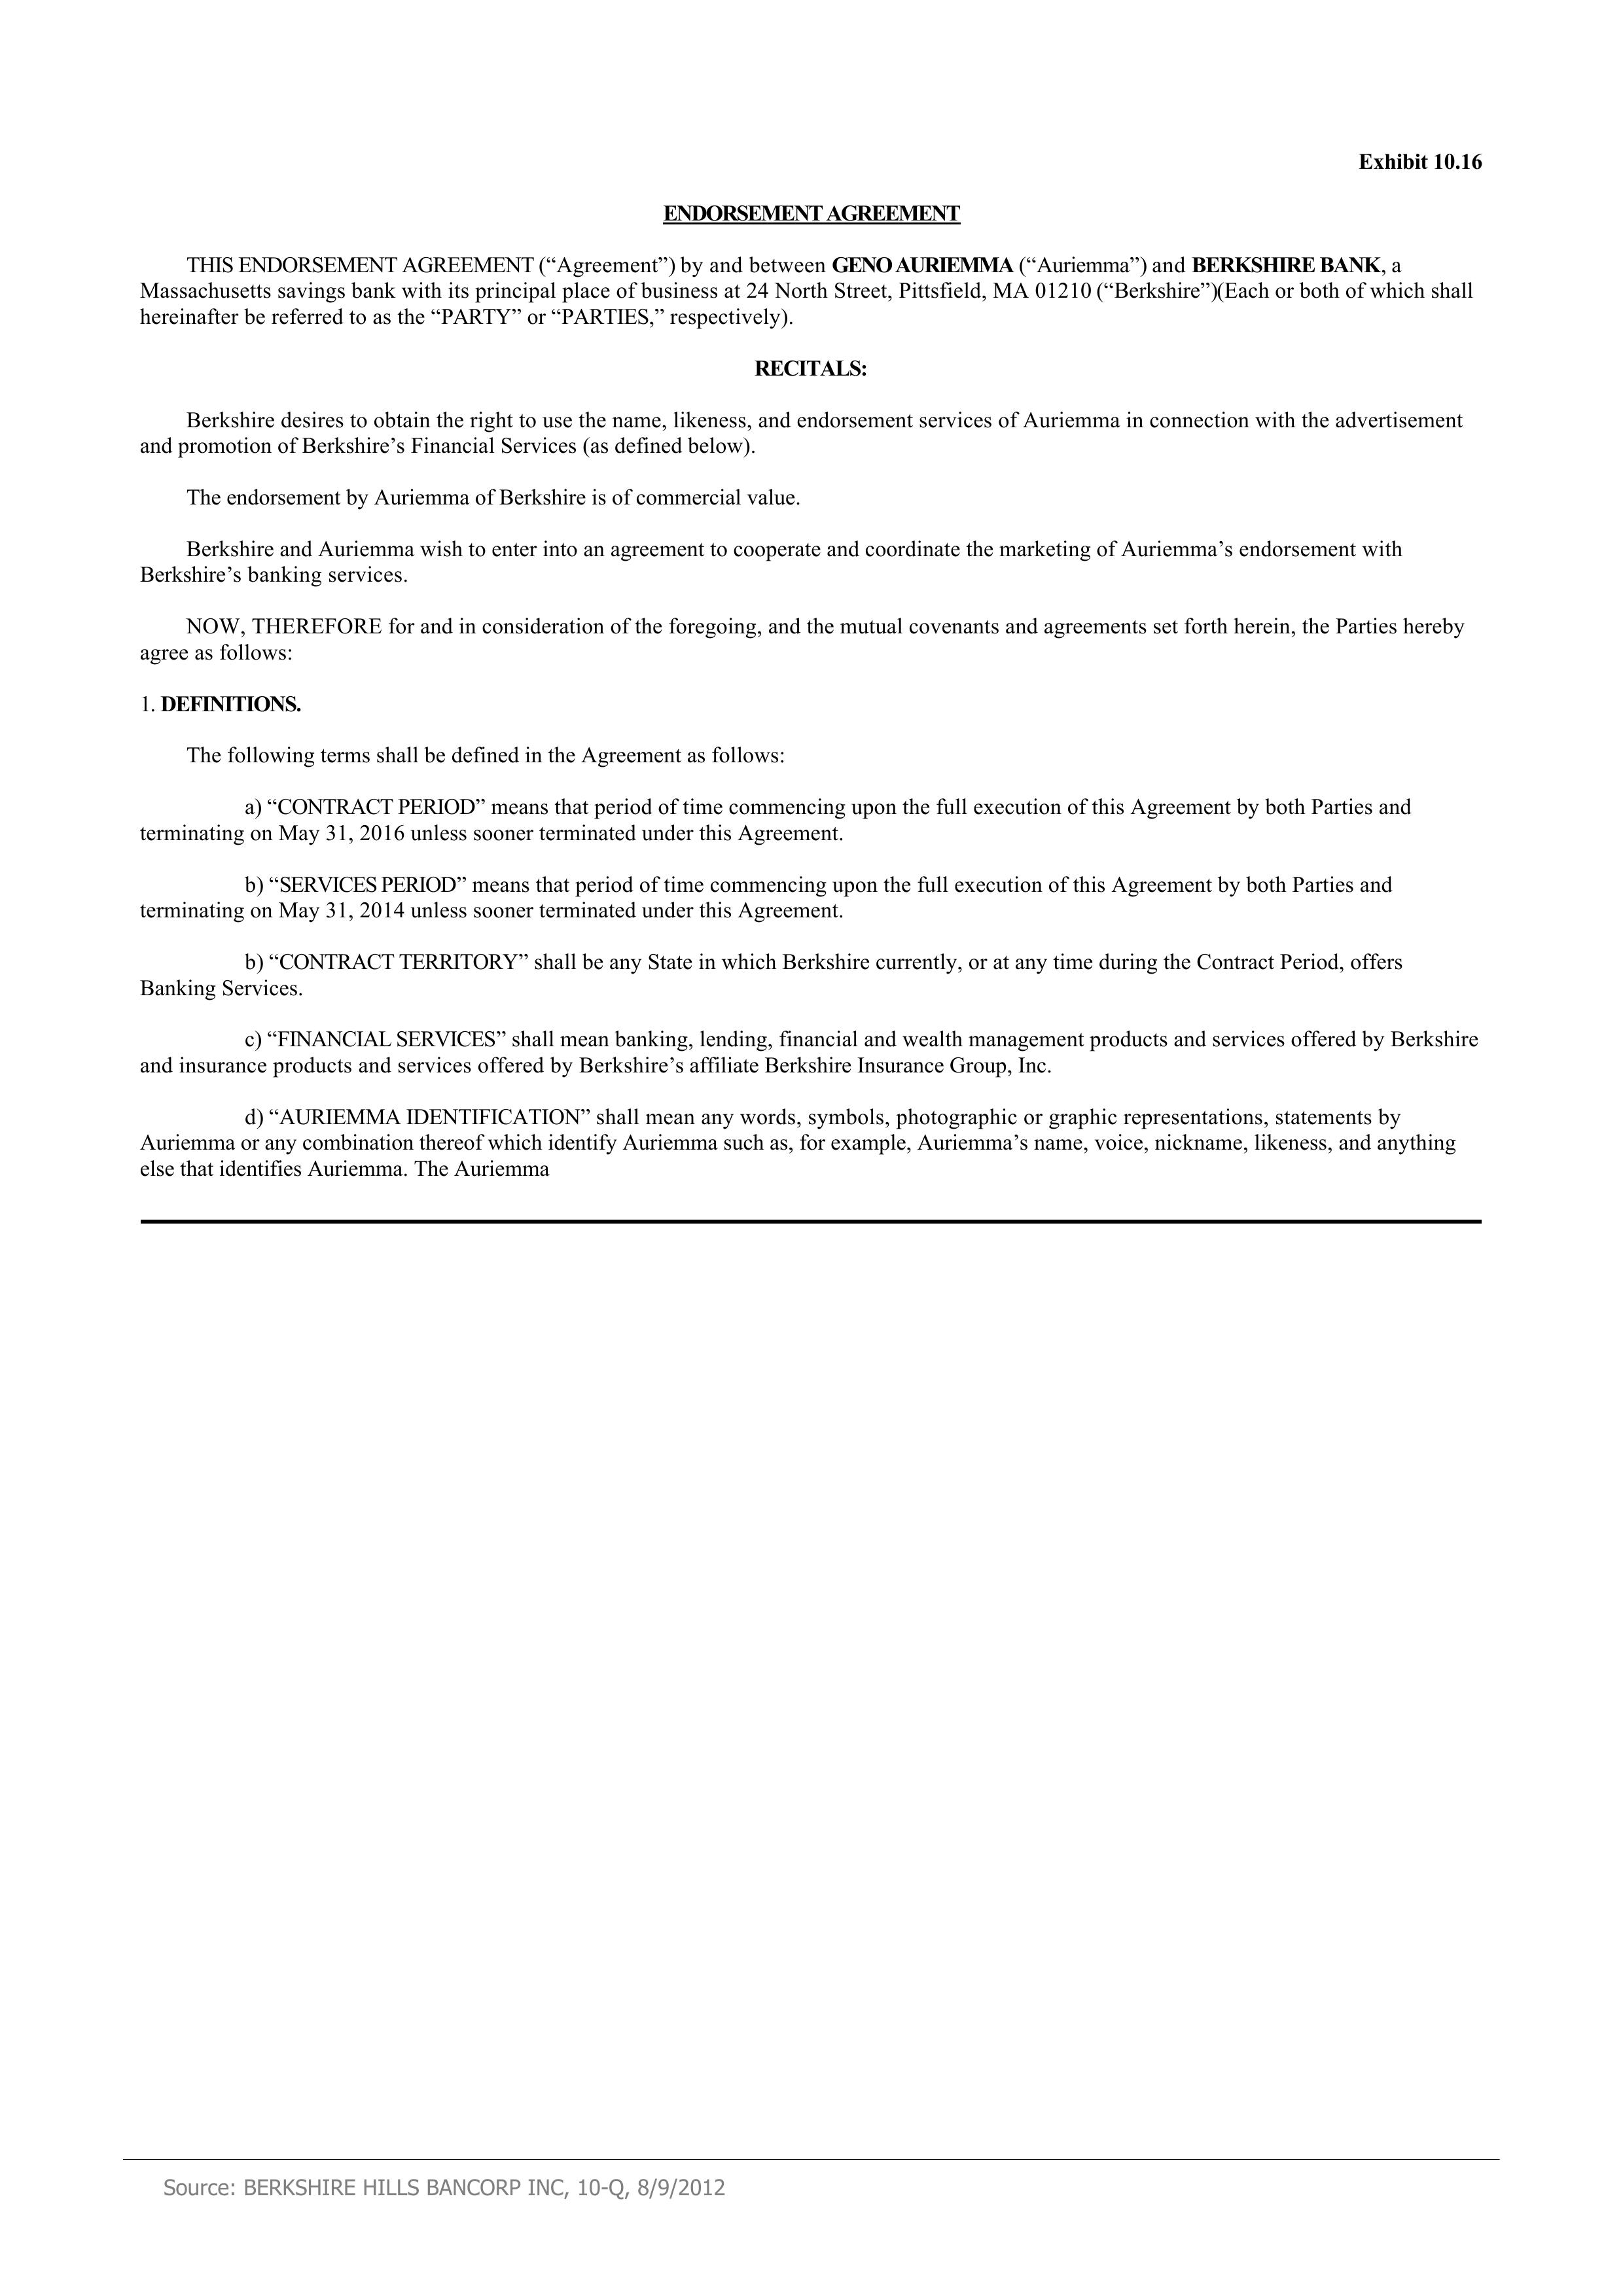 Exhibit 10.16
ENDORSEMENT AGREEMENT
THIS ENDORSEMENT AGREEMENT (“Agreement”) by and between GENO AURIEMMA (“Auriemma”) and BERKSHIRE BANK, a
Massachusetts savings bank with its principal place of business at 24 North Street, Pittsfield, MA 01210 (“Berkshire”)(Each or both of which shall
hereinafter be referred to as the “PARTY” or “PARTIES,” respectively).
RECITALS:
Berkshire desires to obtain the right to use the name, likeness, and endorsement services of Auriemma in connection with the advertisement
and promotion of Berkshire’s Financial Services (as defined below).
The endorsement by Auriemma of Berkshire is of commercial value.
Berkshire and Auriemma wish to enter into an agreement to cooperate and coordinate the marketing of Auriemma’s endorsement with
Berkshire’s banking services.
NOW, THEREFORE for and in consideration of the foregoing, and the mutual covenants and agreements set forth herein, the Parties hereby
agree as follows:
1. DEFINITIONS.
The following terms shall be defined in the Agreement as follows:
a) “CONTRACT PERIOD” means that period of time commencing upon the full execution of this Agreement by both Parties and
terminating on May 31, 2016 unless sooner terminated under this Agreement.
b) “SERVICES PERIOD” means that period of time commencing upon the full execution of this Agreement by both Parties and
terminating on May 31, 2014 unless sooner terminated under this Agreement.
b) “CONTRACT TERRITORY” shall be any State in which Berkshire currently, or at any time during the Contract Period, offers
Banking Services.
c) “FINANCIAL SERVICES” shall mean banking, lending, financial and wealth management products and services offered by Berkshire
and insurance products and services offered by Berkshire’s affiliate Berkshire Insurance Group, Inc.
d) “AURIEMMA IDENTIFICATION” shall mean any words, symbols, photographic or graphic representations, statements by
Auriemma or any combination thereof which identify Auriemma such as, for example, Auriemma’s name, voice, nickname, likeness, and anything
else that identifies Auriemma. The Auriemma
Source: BERKSHIRE HILLS BANCORP INC, 10-Q, 8/9/2012